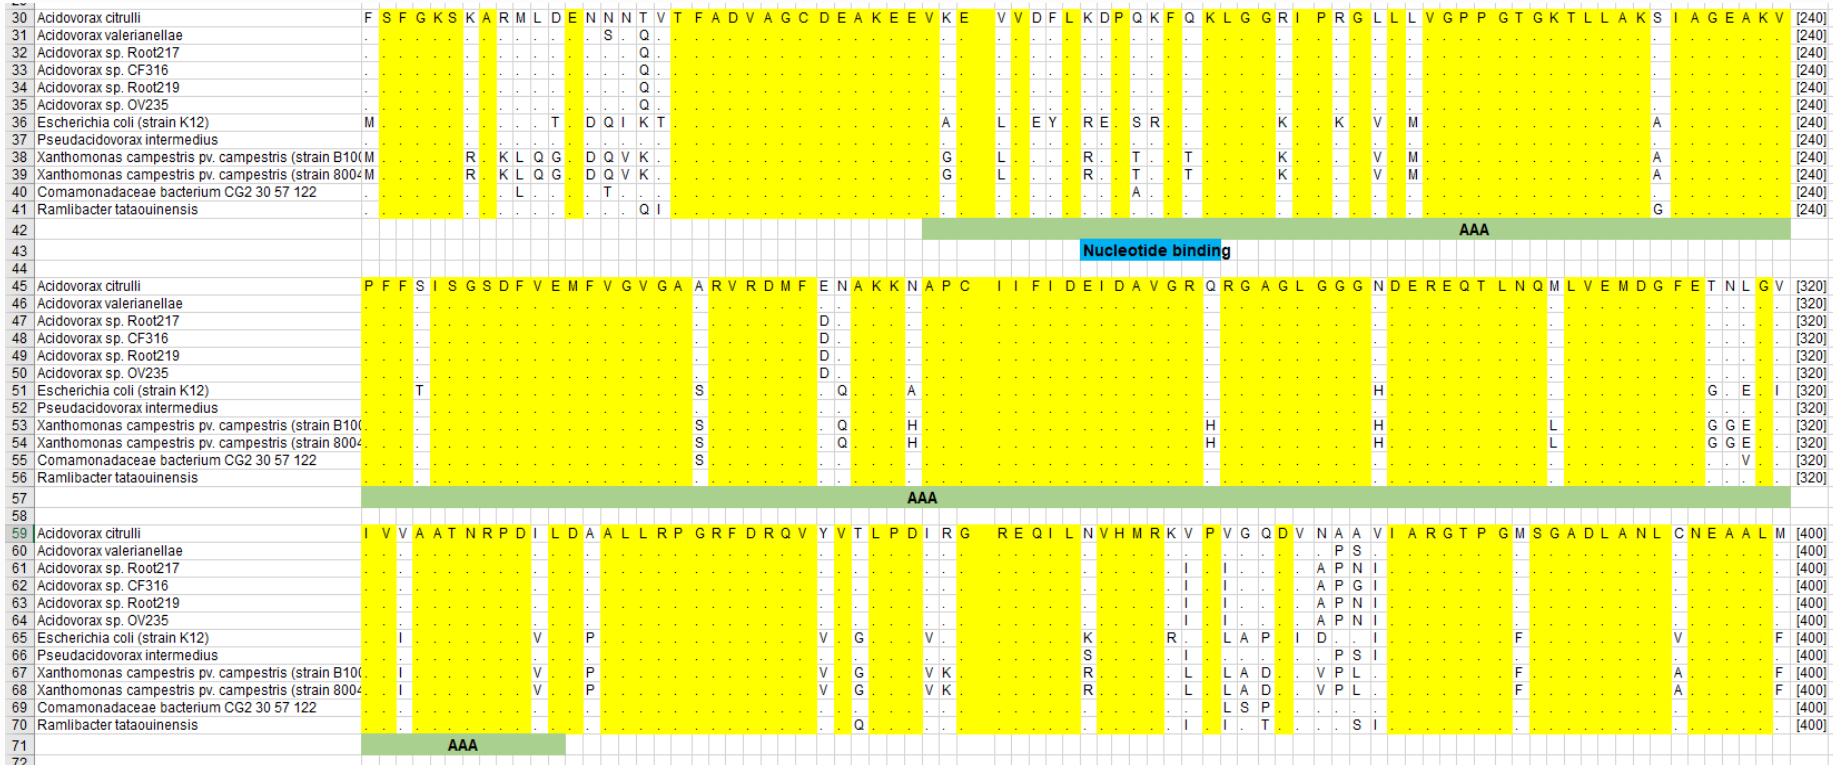 30 Acidovorax citrulli F S F G K S K A R M L D E N N N T V T F A D V A G C D E A K E E V K E V V D F L K D P Q K F Q K L G G R I P R G L L L V G P P G T G K T L L A K S I A G E A K V [240]
31 Acidovorax valerianellae S . Q [240]
32 Acidovorax sp. Root217 Q [240]
33 Acidovorax sp. CF316 Q [240]
34 Acidovorax sp. Root219 Q [240]
35 Acidovorax sp. OV235 Q [240]
36 Escherichia coli (strain K12) M T . D Q I K T A . L . E Y . R E . S R K K . V . M A [240]
37 Pseudacidovorax intermedius [240]
38 Xanthomonas campestris pv. campestris (strain B100 M R . K L Q G . D Q V K G L R . T T K V . M A [240]
39 Xanthomonas campestris pv. campestris (strain 8004 M R . K L Q G . D Q V K G L R . T T K V . M A [240]
40 Comamonadaceae bacterium CG2 30 57 122 L T A [240]
41 Ramlibacter tataouinensis Q I G [240]
42 AAA
43 Nucleotide binding
44
45 Acidovorax citrulli P F F S I S G S D F V E M F V G V G A A R V R D M F E N A K K N A P C I I F I D E I D A V G R Q R G A G L G G G N D E R E Q T L N Q M L V E M D G F E T N L G V [320]
46 Acidovorax valerianellae [320]
47 Acidovorax sp. Root217 D [320]
48 Acidovorax sp. CF316 D [320]
49 Acidovorax sp. Root219 D [320]
50 Acidovorax sp. OV235 D [320]
51 Escherichia coli (strain K12) T S Q A H G . E . I [320]
52 Pseudacidovorax intermedius [320]
53 Xanthomonas campestris pv. campestris (strain B100 S Q H H H L G G E [320]
54 Xanthomonas campestris pv. campestris (strain 8004 S Q H H H L G G E [320]
55 Comamonadaceae bacterium CG2 30 57 122 S V [320]
56 Ramlibacter tataouinensis [320]
57 AAA
58
59 Acidovorax citrulli I V V A A T N R P D I L D A A L L R P G R F D R Q V Y V T L P D I R G R E Q I L N V H M R K V P V G Q D V N A A V I A R G T P G M S G A D L A N L C N E A A L M [400]
60 Acidovorax valerianellae P S [400]
61 Acidovorax sp. Root217 I . I A P N I [400]
62 Acidovorax sp. CF316 I . I A P G I [400]
63 Acidovorax sp. Root219 I . I A P N I [400]
64 Acidovorax sp. OV235 I . I A P N I [400]
65 Escherichia coli (strain K12) I V P V . G V K R . . L A P . I D . . I F V F [400]
66 Pseudacidovorax intermedius S I P S I [400]
67 Xanthomonas campestris pv. campestris (strain B100 I V P V . G V K R L . L A D . . V P L F A F [400]
68 Xanthomonas campestris pv. campestris (strain 8004 I V P V . G V K R L . L A D . . V P L F A F [400]
69 Comamonadaceae bacterium CG2 30 57 122 L S P [400]
70 Ramlibacter tataouinensis Q I . I . T S I [400]
71 AAA
72